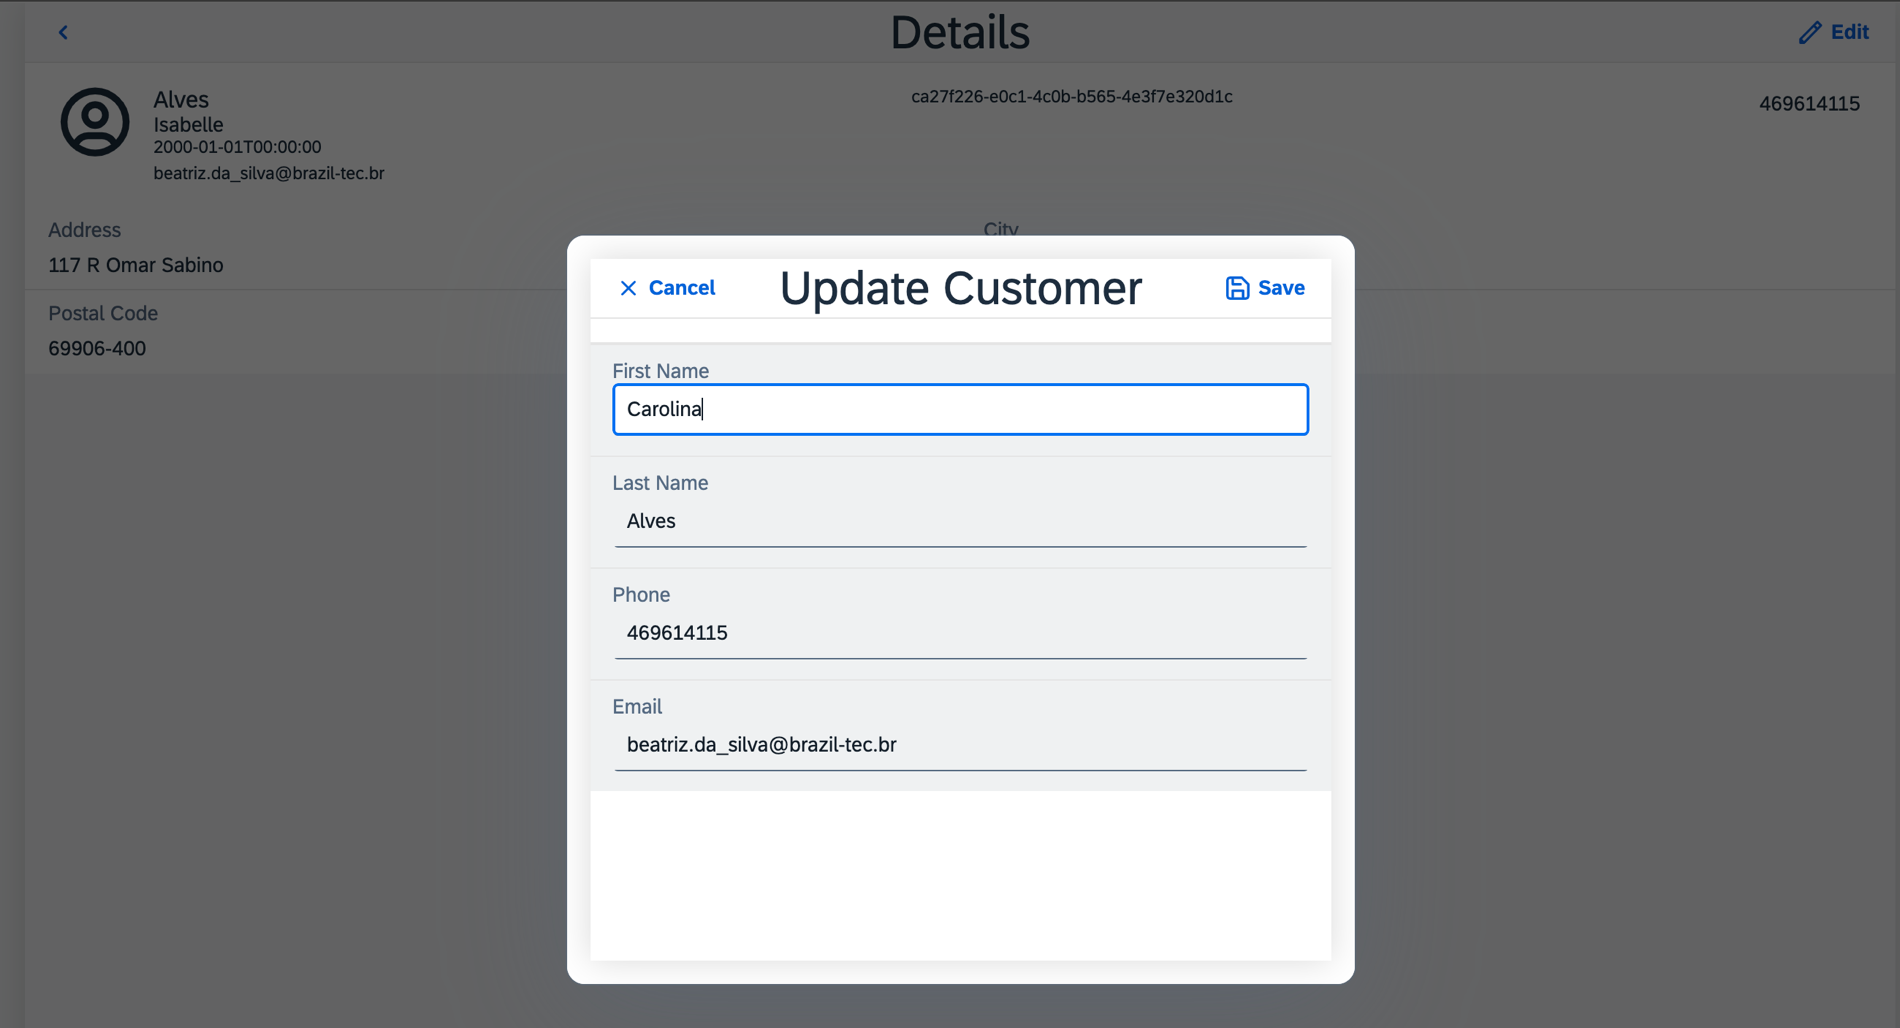 Details
Edit
Alves
Isabelle
2000-01-01T00:00:00
beatriz.da_silva@brazil-tec.br
ca27f226-e0c1-4c0b-b565-4e3f7e320d1c
469614115
Address
117 R Omar Sabino
City
Postal Code
69906-400
Cancel
Update Customer
Save
First Name
Carolina
Last Name
Alves
Phone
469614115
Email
beatriz.da_silva@brazil-tec.br